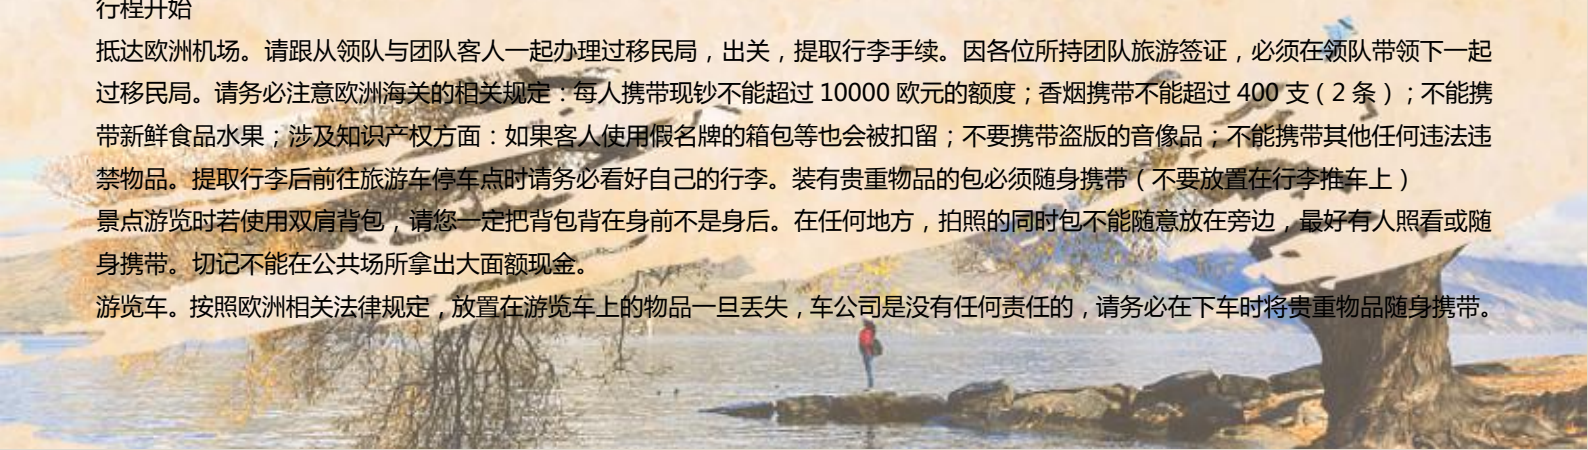 行程开始
抵达欧洲机场。请跟从领队与团队客人一起办理过移民局，出关，提取行李手续。因各位所持团队旅游签证，必须在领队带领下一起
过移民局。请务必注意欧洲海关的相关规定：每人携带现钞不能超过 10000 欧元的额度；香烟携带不能超过 400 支（2 条）；不能携
带新鲜食品水果；涉及知识产权方面：如果客人使用假名牌的箱包等也会被扣留；不要携带盗版的音像品；不能携带其他任何违法违
禁物品。提取行李后前往旅游车停车点时请务必看好自己的行李。装有贵重物品的包必须随身携带（不要放置在行李推车上）
景点游览时若使用双肩背包，请您一定把背包背在身前不是身后。在任何地方，拍照的同时包不能随意放在旁边，最好有人照看或随
身携带。切记不能在公共场所拿出大面额现金。
游览车。按照欧洲相关法律规定，放置在游览车上的物品一旦丢失，车公司是没有任何责任的，请务必在下车时将贵重物品随身携带。